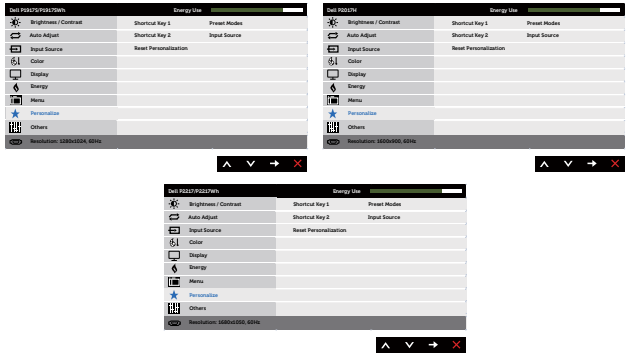 Dell P1917S/P1917SWh Energy Use
Brightness / Contrast Shortcut Key 1 Preset Modes
Auto Adjust Shortcut Key 2 Input Source
Input Source Reset Personalization
Color
Display
Energy
Menu
Personalize
Others
Resolution: 1280x1024, 60Hz
Dell P2017H Energy Use
Brightness / Contrast Shortcut Key 1 Preset Modes
Auto Adjust Shortcut Key 2 Input Source
Input Source Reset Personalization
Color
Display
Energy
Menu
Personalize
Others
Resolution: 1600x900, 60Hz
Dell P2217/P2217Wh Energy Use
Brightness / Contrast Shortcut Key 1 Preset Modes
Auto Adjust Shortcut Key 2 Input Source
Input Source Reset Personalization
Color
Display
Energy
Menu
Personalize
Others
Resolution: 1680x1050, 60Hz